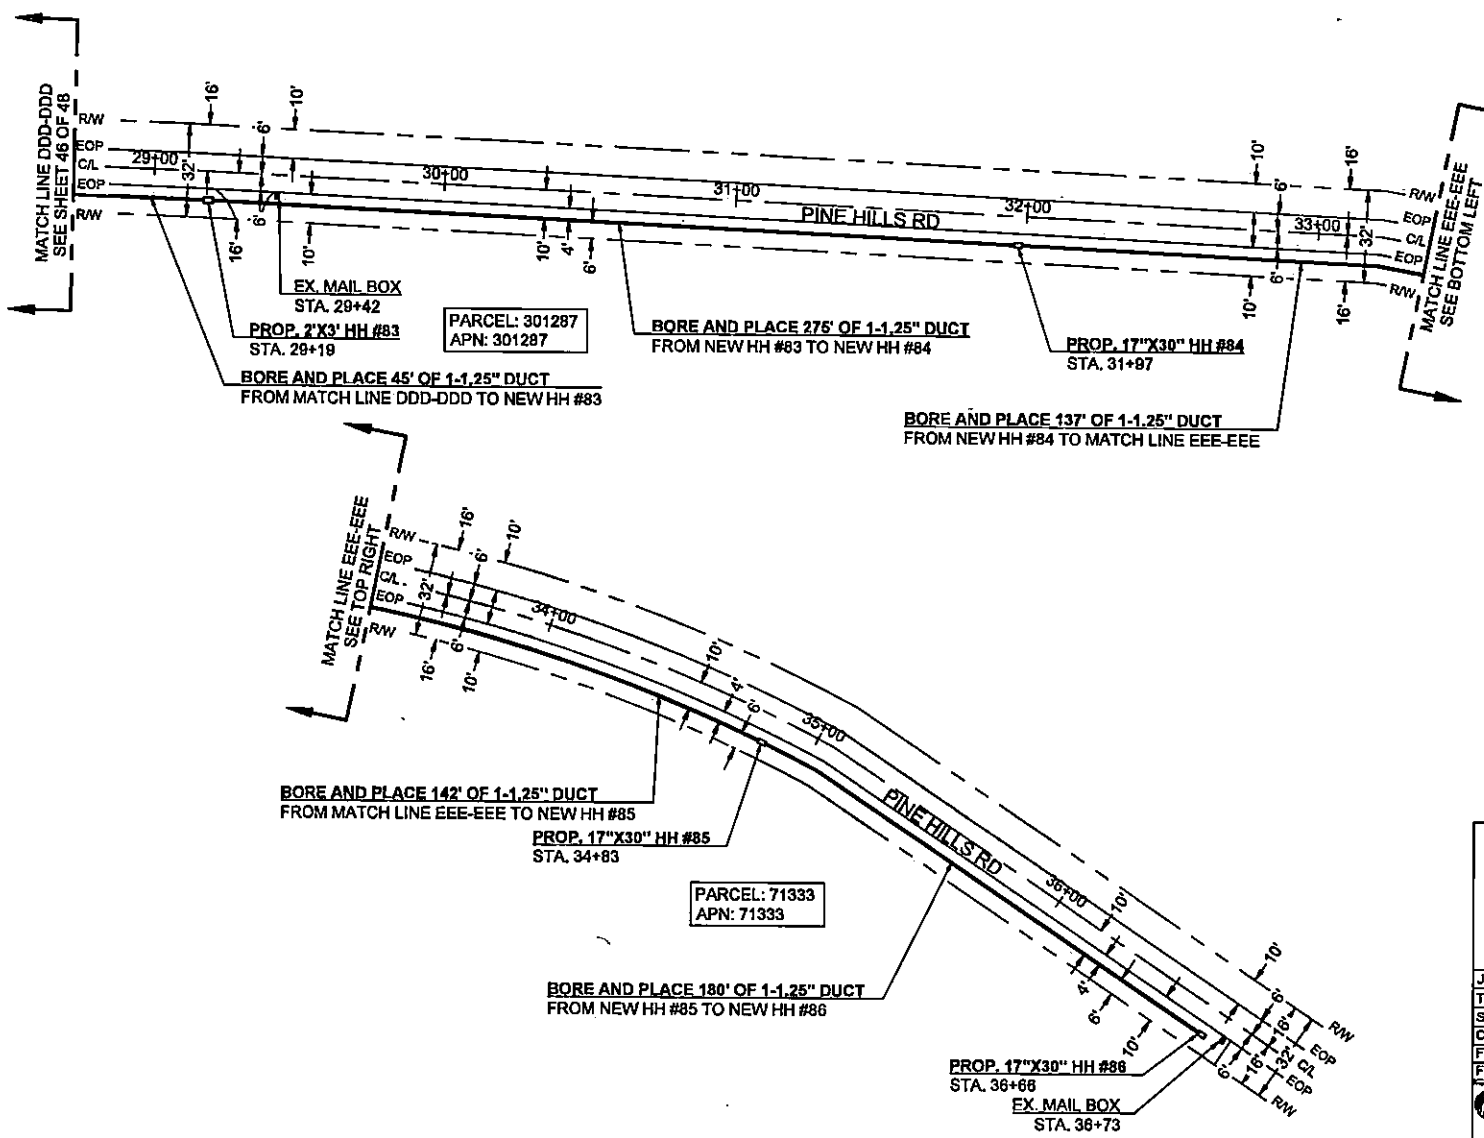 MATCH LINE DDD-DDD
SEE SHEET 46 OF 48
R/W
EOP
C/L
EOP
R/W
29+00
30+00
31+00
32+00
33+00
16'
32'
6'
10'
16'
6'
10'
10'
4'
6'
10'
6'
16'
32'
10'
6'
16'
PINE HILLS RD
R/W
EOP
C/L
EOP
R/W
MATCH LINE EEE-EEE
SEE BOTTOM LEFT
EX. MAIL BOX
STA. 29+42
PROP. 2'X3' HH #83
STA. 29+19
PARCEL: 301287
APN: 301287
BORE AND PLACE 45' OF 1-1.25" DUCT
FROM MATCH LINE DDD-DDD TO NEW HH #83
BORE AND PLACE 275' OF 1-1.25" DUCT
FROM NEW HH #83 TO NEW HH #84
PROP. 17"X30" HH #84
STA. 31+97
BORE AND PLACE 137' OF 1-1.25" DUCT
FROM NEW HH #84 TO MATCH LINE EEE-EEE
MATCH LINE EEE-EEE
SEE TOP RIGHT
R/W
EOP
C/L
EOP
R/W
16'
6'
10'
32'
16'
6'
10'
34+00
10'
4'
6'
35+00
PINE HILLS RD
36+00
10'
BORE AND PLACE 142' OF 1-1.25" DUCT
FROM MATCH LINE EEE-EEE TO NEW HH #85
PROP. 17"X30" HH #85
STA. 34+83
PARCEL: 71333
APN: 71333
BORE AND PLACE 180' OF 1-1.25" DUCT
FROM NEW HH #85 TO NEW HH #86
4'
6'
10'
10'
6'
16'
32'
16'
6'
R/W
EOP
C/L
EOP
R/W
PROP. 17"X30" HH #86
STA. 36+66
EX. MAIL BOX
STA. 36+73
J
T
S